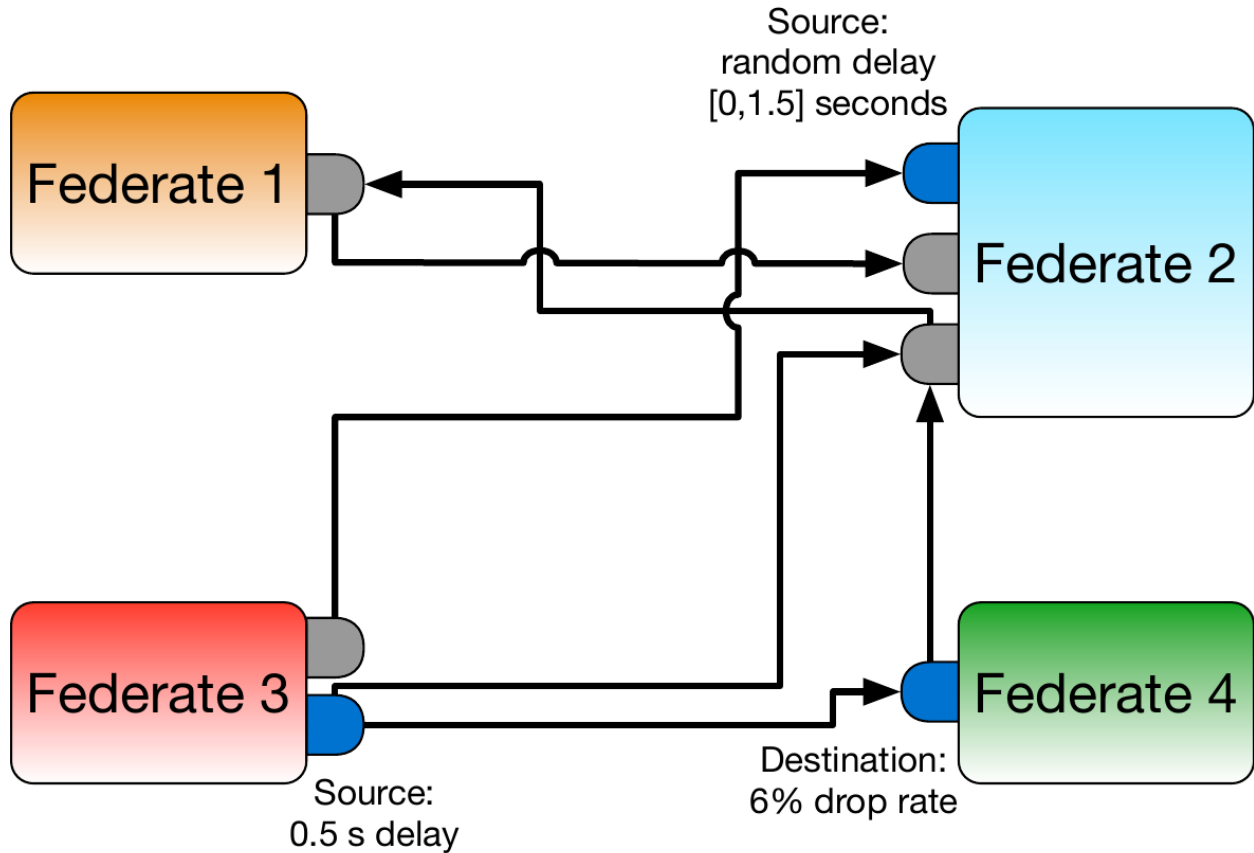 Source:
random delay
[0,1.5] seconds
Federate 1
Federate 2
Federate 3
Federate 4
Source:
0.5 s delay
Destination:
6% drop rate